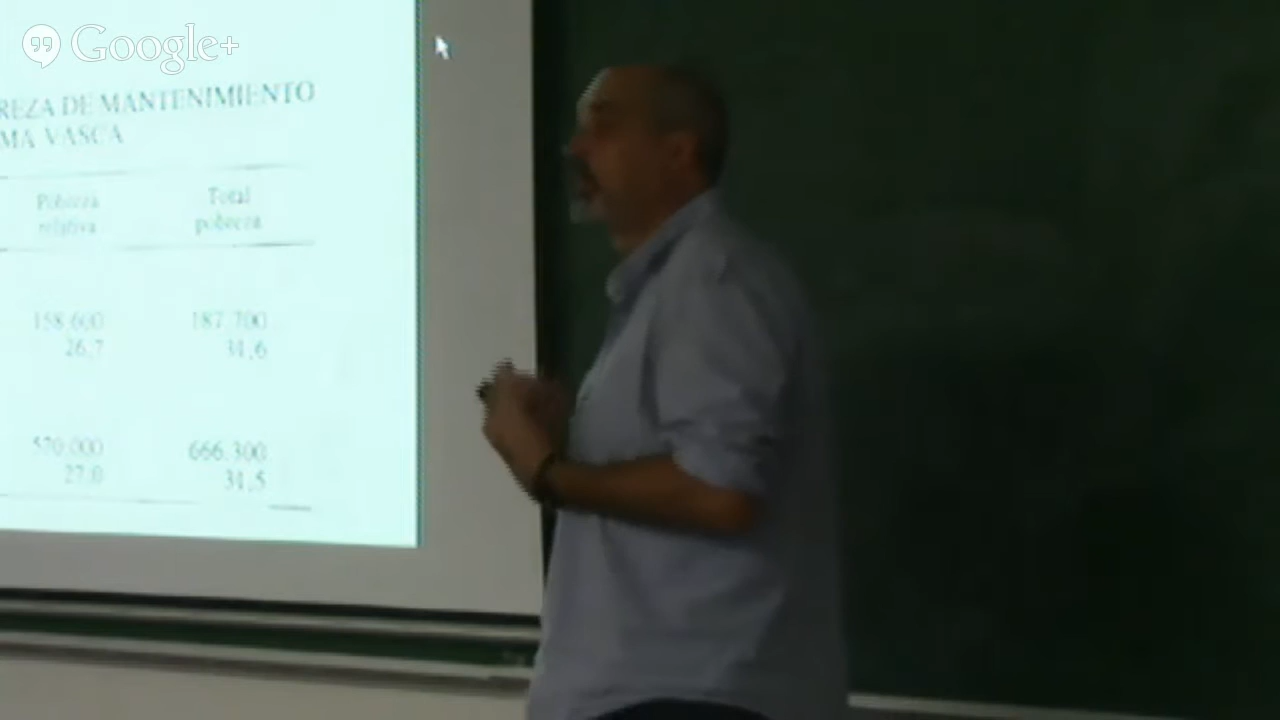 Google+
REZA DE MANTENIMIENTO
MA VASCA
Pobreza relativa
Total pobreza
158.600 187.700
26,7 31,6
570.000 666.300
27,0 31,5